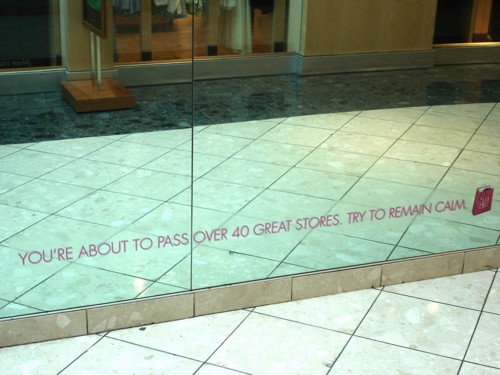 YOU'RE ABOUT TO PASS OVER 40 GREAT STORES. TRY TO REMAIN CALM.